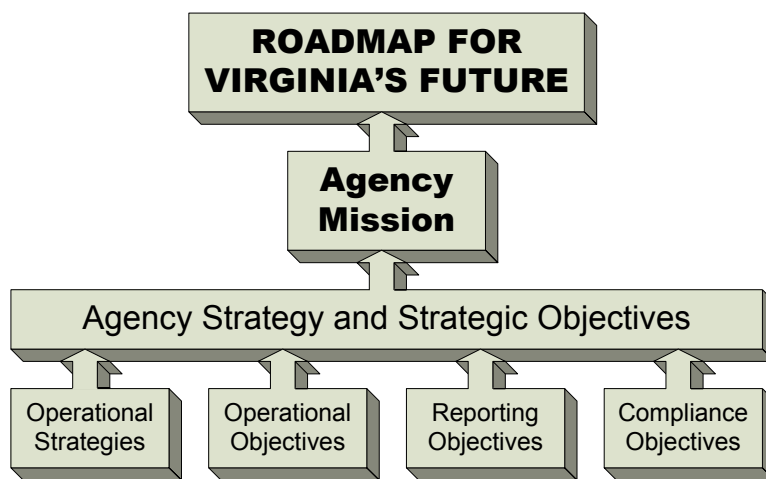 ROADMAP FOR
VIRGINIA’S FUTURE
Agency
Mission
Agency Strategy and Strategic Objectives
Operational
Strategies
Operational
Objectives
Reporting
Objectives
Compliance
Objectives